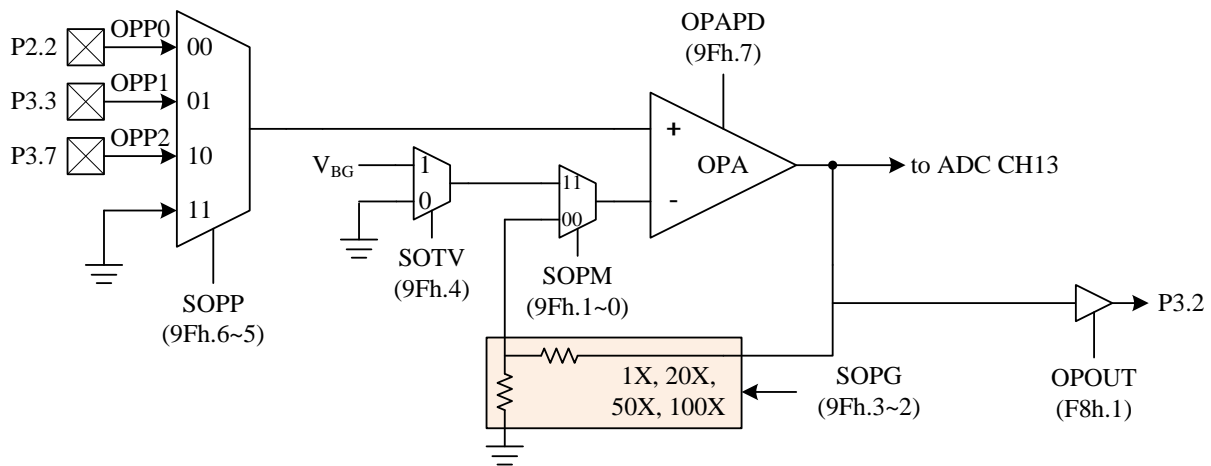 OPAPD
(9Fh.7)
P2.2
OPP0
00
P3.3
OPP1
01
P3.7
OPP2
10
11
SOPP
(9Fh.6~5)
VBG
1
0
SOTV
(9Fh.4)
11
00
SOPM
(9Fh.1~0)
+
OPA
-
to ADC CH13
P3.2
OPOUT
(F8h.1)
1X, 20X,
50X, 100X
SOPG
(9Fh.3~2)